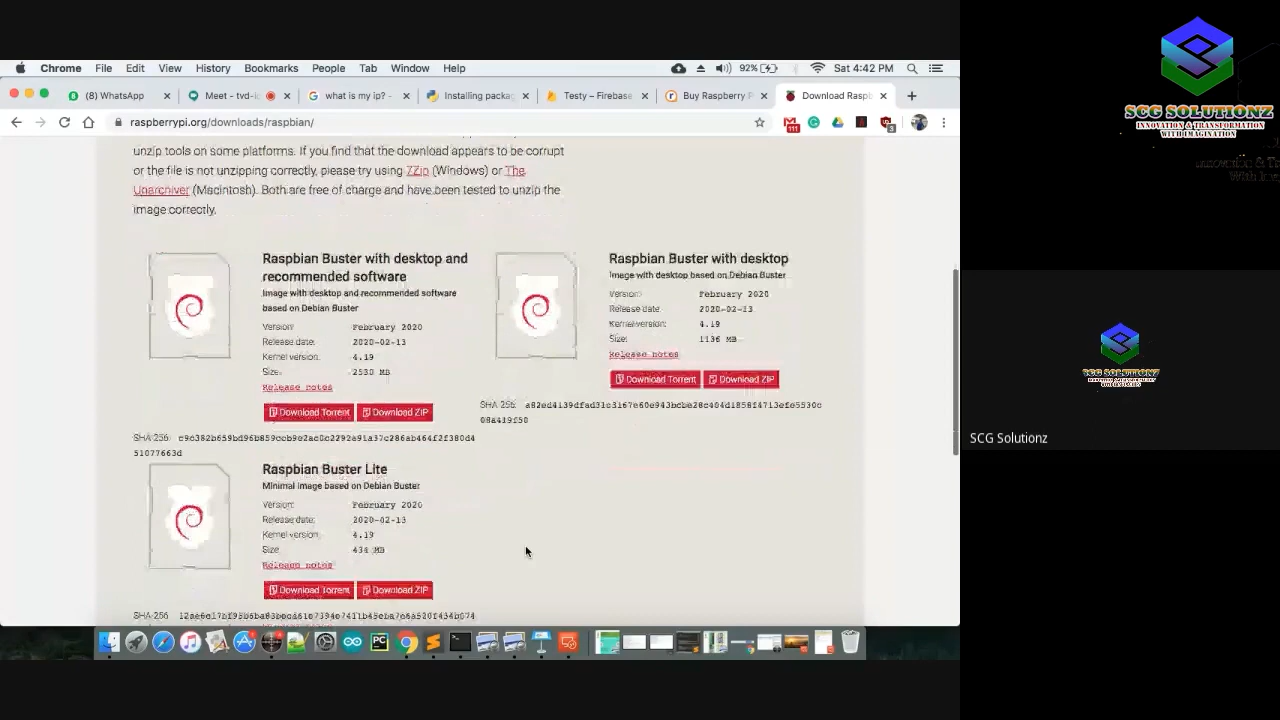 Chrome File Edit View History Bookmarks People Tab Window Help
92% Sat 4:42 PM
(8) WhatsApp
Meet - tvd-
what is my ip? -
Installing packa
Testy – Firebase
Buy Raspberry P
Download Raspb
raspberrypi.org/downloads/raspbian/
111
3
unzip tools on some platforms. If you find that the download appears to be corrupt
or the file is not unzipping correctly, please try using 7Zip (Windows) or The
Unarchiver (Macintosh). Both are free of charge and have been tested to unzip the
image correctly.
Raspbian Buster with desktop and
recommended software
Image with desktop and recommended software
based on Debian Buster
Version: February 2020
Release date: 2020-02-13
Kernel version: 4.19
Size: 2530 MB
Release notes
Download Torrent Download ZIP
SHA-256:
51077663d
Raspbian Buster with desktop
Image with desktop based on Debian Buster
Version: February 2020
Release date: 2020-02-13
Kernel version: 4.19
Size: 1136 MB
Release notes
Download Torrent Download ZIP
SHA-256:
08a419f50
Raspbian Buster Lite
Minimal image based on Debian Buster
Version: February 2020
Release date: 2020-02-13
Kernel version: 4.19
Size: 434 MB
Release notes
Download Torrent Download ZIP
SHA-256:
PC
SCG SOLUTIONZ
INNOVATION & TRANSFORMATION
WITH IMAGINATION
SCG SOLUTIONZ
SCG Solutionz